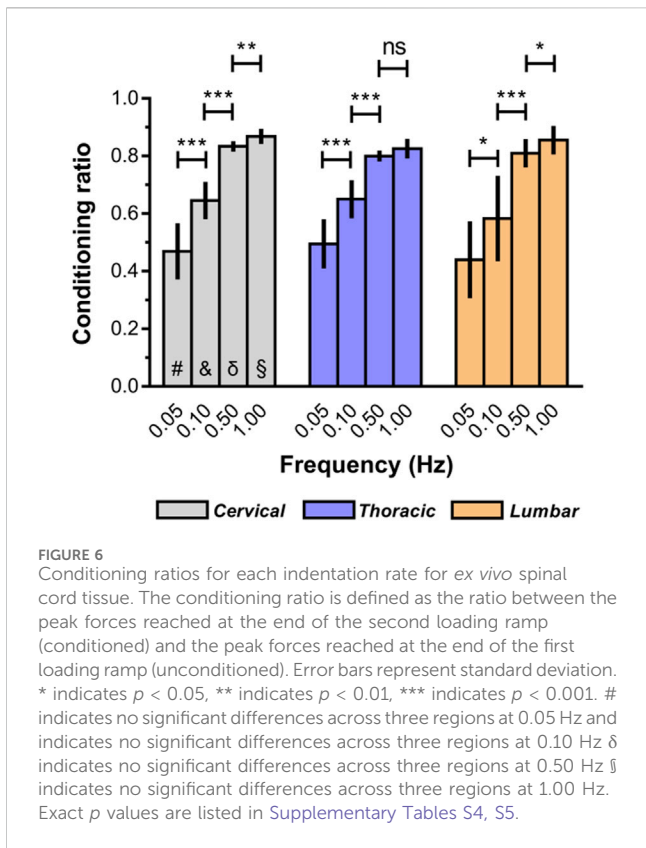 ** ns *
*** *** ***
*** *** *
1.0
0.8
0.6
0.4
0.2
0.0
Conditioning ratio
# & δ §
0.05 0.10 0.50 1.00 0.05 0.10 0.50 1.00 0.05 0.10 0.50 1.00
Frequency (Hz)
Cervical Thoracic Lumbar
FIGURE 6
Conditioning ratios for each indentation rate for ex vivo spinal
cord tissue. The conditioning ratio is defined as the ratio between the
peak forces reached at the end of the second loading ramp
(conditioned) and the peak forces reached at the end of the first
loading ramp (unconditioned). Error bars represent standard deviation.
* indicates p < 0.05, ** indicates p < 0.01, *** indicates p < 0.001. #
indicates no significant differences across three regions at 0.05 Hz and
indicates no significant differences across three regions at 0.10 Hz δ
indicates no significant differences across three regions at 0.50 Hz §
indicates no significant differences across three regions at 1.00 Hz.
Exact p values are listed in Supplementary Tables S4, S5.